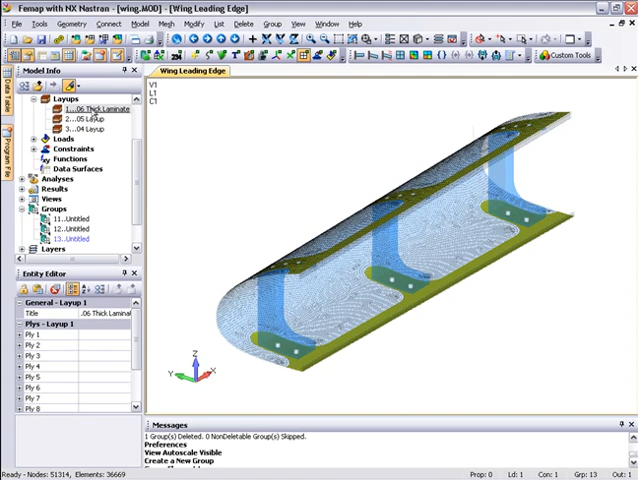 Femap with NX Nastran - [wing.MOD] - [Wing Leading Edge]
File Tools Geometry Connect Model Mesh Modify List Delete Group View Window Help
Custom Tools
Model Info
Wing Leading Edge
V1
L1
C1
Data Table
Program File
Layups
1...06 Thick Laminate
2...05 Layup
3...04 Layup
Loads
Constraints
Functions
Data Surfaces
Analyses
Results
Views
Groups
11..Untitled
12..Untitled
13..Untitled
Layers
Entity Editor
General - Layup 1
Title .06 Thick Laminat
Plys - Layup 1
Ply 1
Ply 2
Ply 3
Ply 4
Ply 5
Ply 6
Ply 7
Ply 8
Z
Y
X
Messages
1 Group(s) Deleted. 0 NonDeletable Group(s) Skipped.
Preferences
View Autoscale Visible
Create a New Group
Ready - Nodes: 51314, Elements: 36669
Prop: 0 Ld: 1 Con: 1 Grp: 13 Out: 1